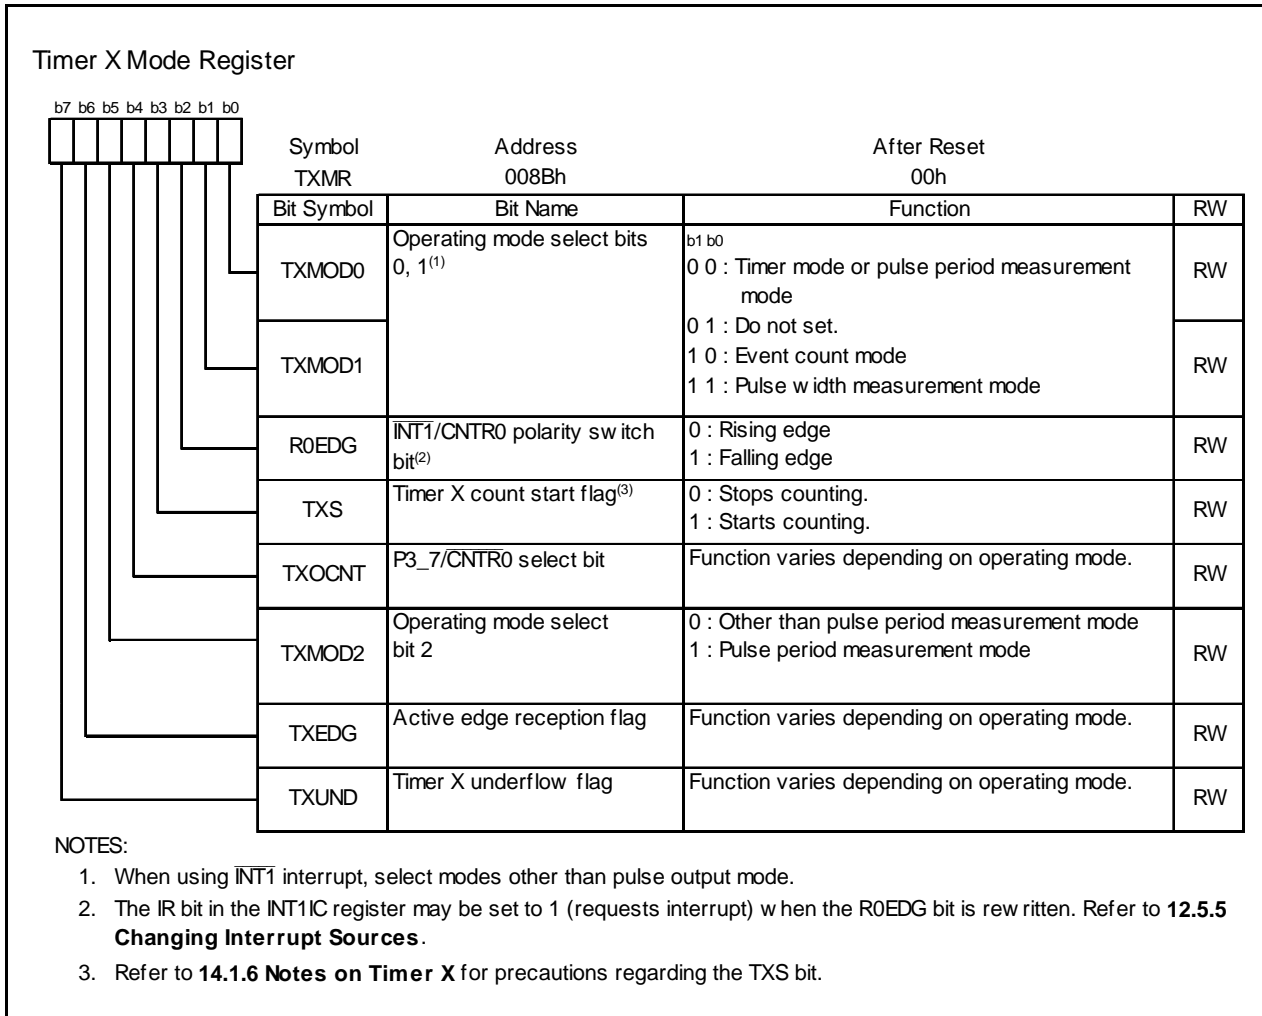 Timer X Mode Register
b7 b6 b5 b4 b3 b2 b1 b0
Symbol Address After Reset
TXMR 008Bh 00h
Bit Symbol Bit Name Function RW
TXMOD0 Operating mode select bits
0, 1(1) b1 b0
0 0 : Timer mode or pulse period measurement
mode
0 1 : Do not set.
1 0 : Event count mode
1 1 : Pulse width measurement mode RW
TXMOD1 RW
R0EDG INT1/CNTR0 polarity switch
bit(2) 0 : Rising edge
1 : Falling edge RW
TXS Timer X count start flag(3) 0 : Stops counting.
1 : Starts counting. RW
TXOCNT P3_7/CNTR0 select bit Function varies depending on operating mode. RW
TXMOD2 Operating mode select
bit 2 0 : Other than pulse period measurement mode
1 : Pulse period measurement mode RW
TXEDG Active edge reception flag Function varies depending on operating mode. RW
TXUND Timer X underflow flag Function varies depending on operating mode. RW
NOTES:
1. When using INT1 interrupt, select modes other than pulse output mode.
2. The IR bit in the INT1IC register may be set to 1 (requests interrupt) when the R0EDG bit is rewritten. Refer to 12.5.5
Changing Interrupt Sources.
3. Refer to 14.1.6 Notes on Timer X for precautions regarding the TXS bit.